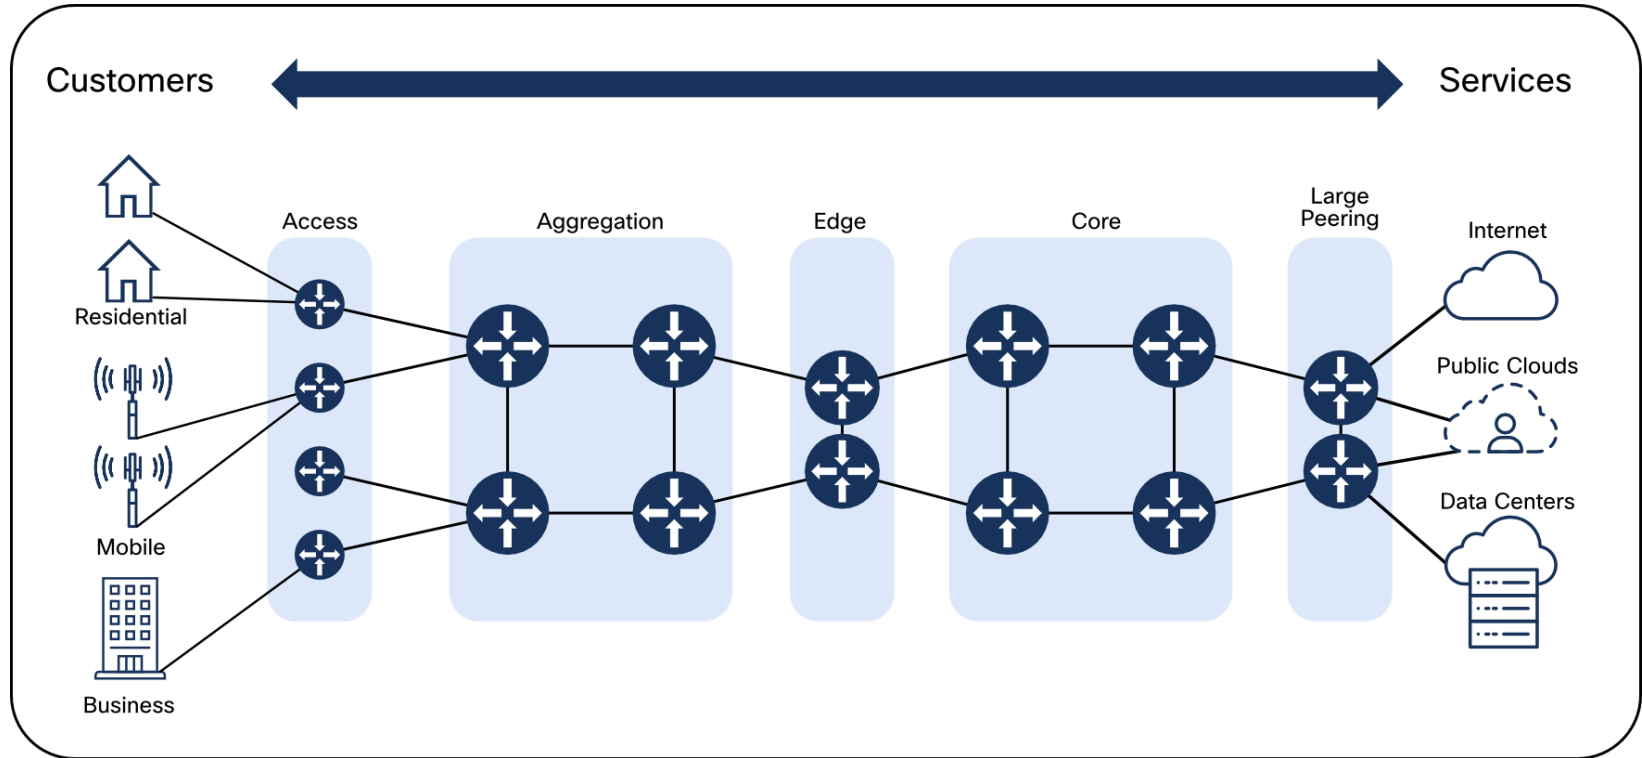 Customers
Services
Residential
Mobile
Business
Access
Aggregation
Edge
Core
Large
Peering
Internet
Public Clouds
Data Centers